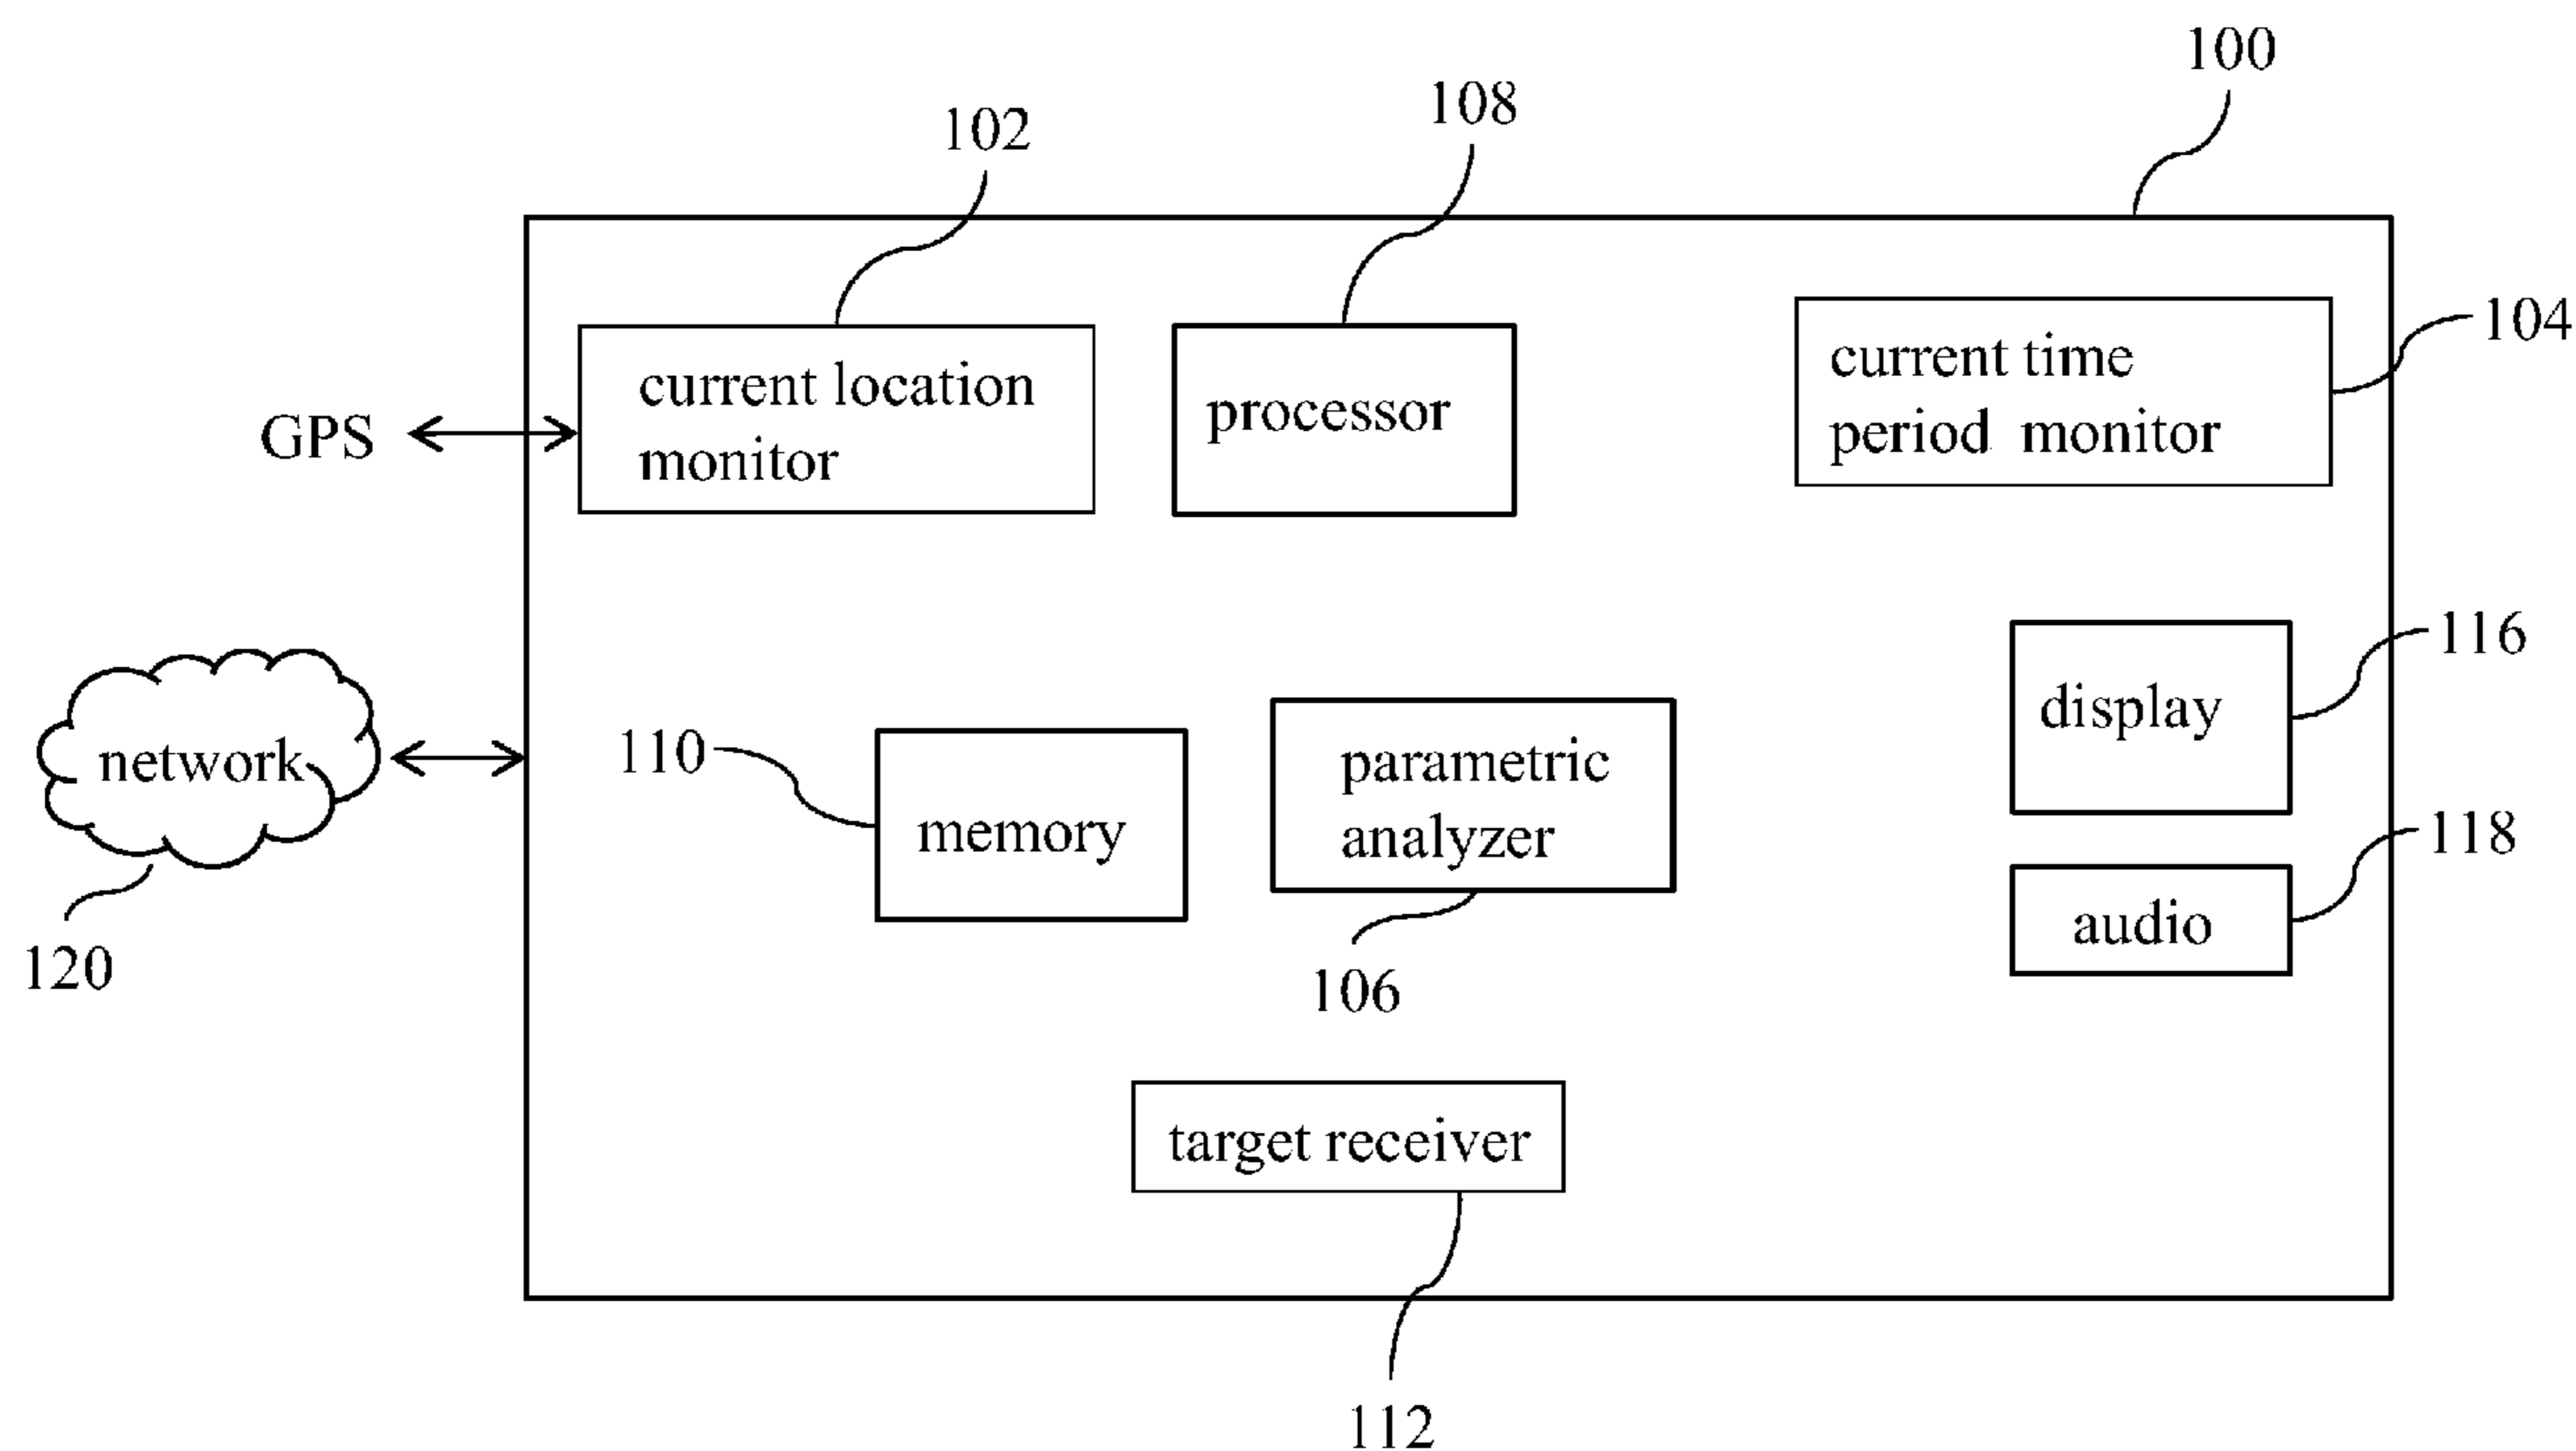 100
108
102
104
current location
monitor
processor
current time
period monitor
GPS
116
display
110
network
parametric
analyzer
memory
118
audio
120
106
target receiver
112